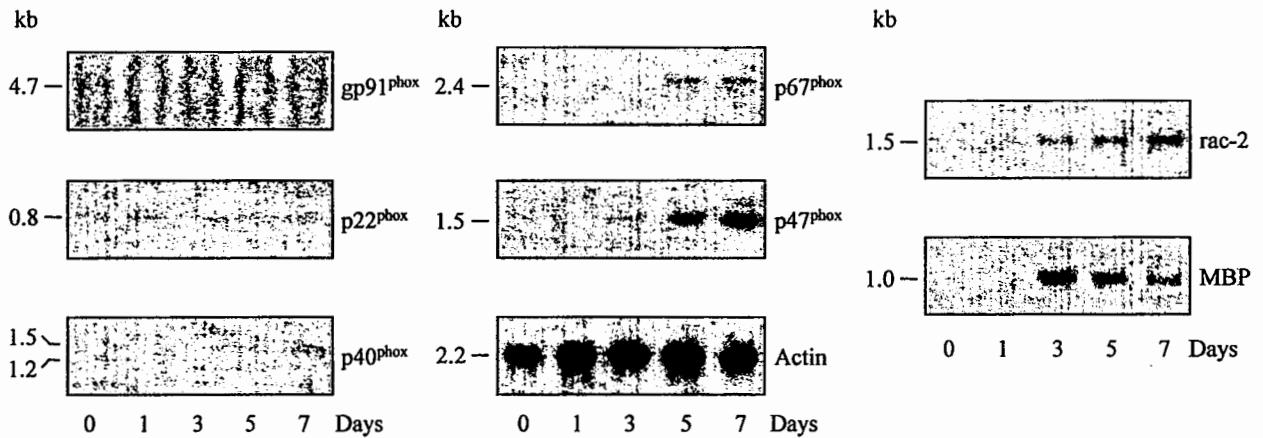 kb
4.7
gp91phox
0.8
p22phox
1.5
1.2
p40phox
0 1 3 5 7 Days
kb
2.4
p67phox
1.5
p47phox
2.2
Actin
0 1 3 5 7 Days
kb
1.5
rac-2
1.0
MBP
0 1 3 5 7 Days